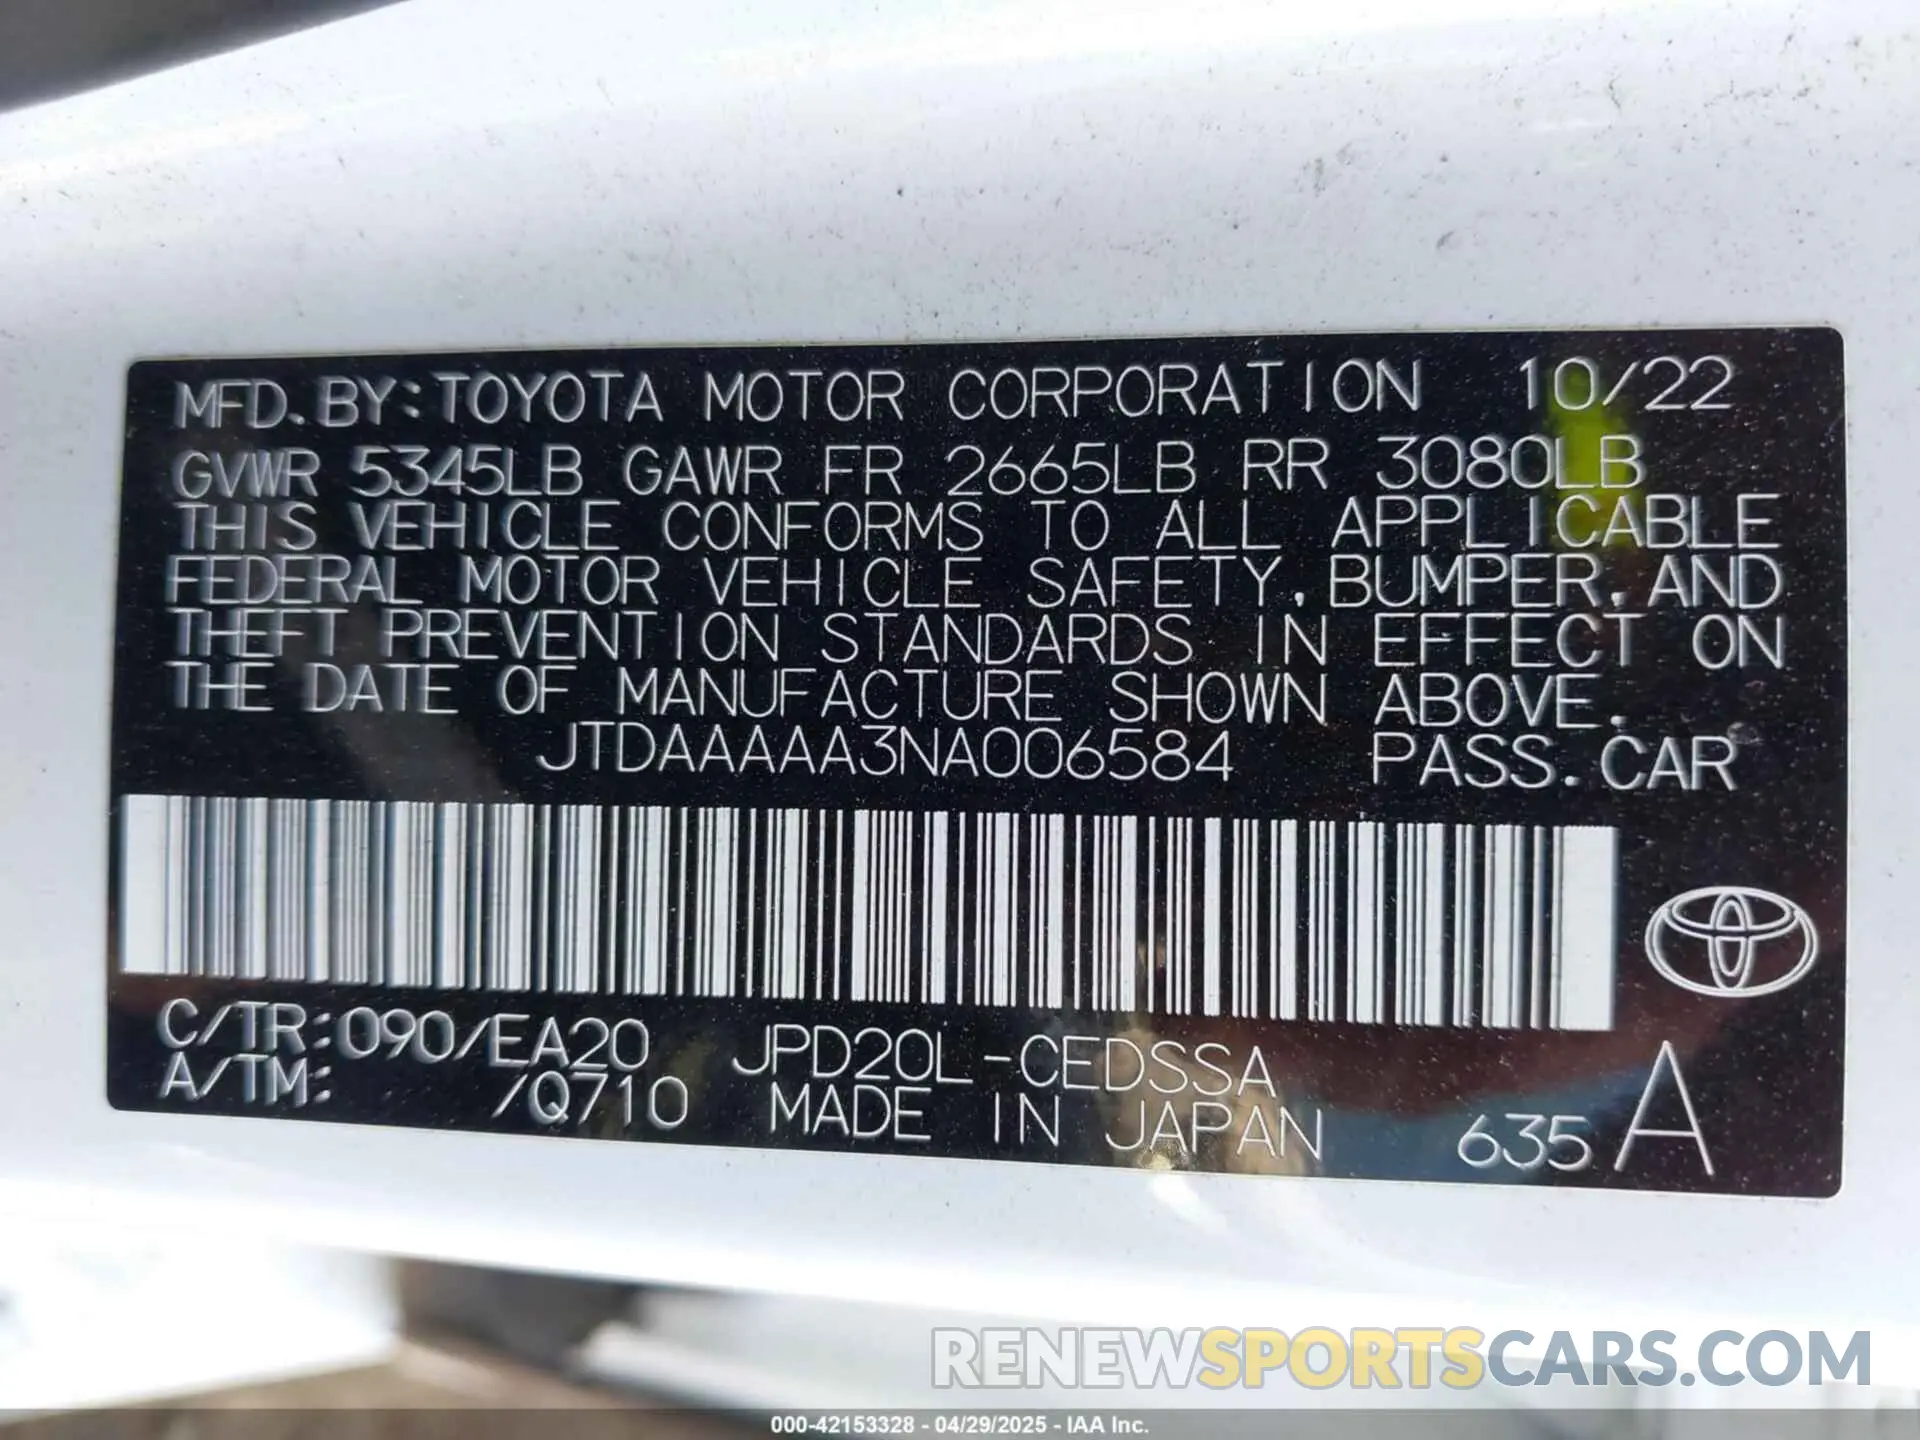 MFD. BY: TOYOTA MOTOR CORPORATION 10/22
GVWR 5345LB GAWR FR 2665LB RR 3080LB
THIS VEHICLE CONFORMS TO ALL APPLICABLE
FEDERAL MOTOR VEHICLE SAFETY, BUMPER, AND
THEFT PREVENTION STANDARDS IN EFFECT ON
THE DATE OF MANUFACTURE SHOWN ABOVE.
JTDAAAAA3NA006584 PASS. CAR
C/TR: 090/EA20 JPD20L-CEDSSA
A/TM: /Q710 MADE IN JAPAN 635 A
RENEWSPORTSCARS.COM
000-42153328 - 04/29/2025 - IAA Inc.